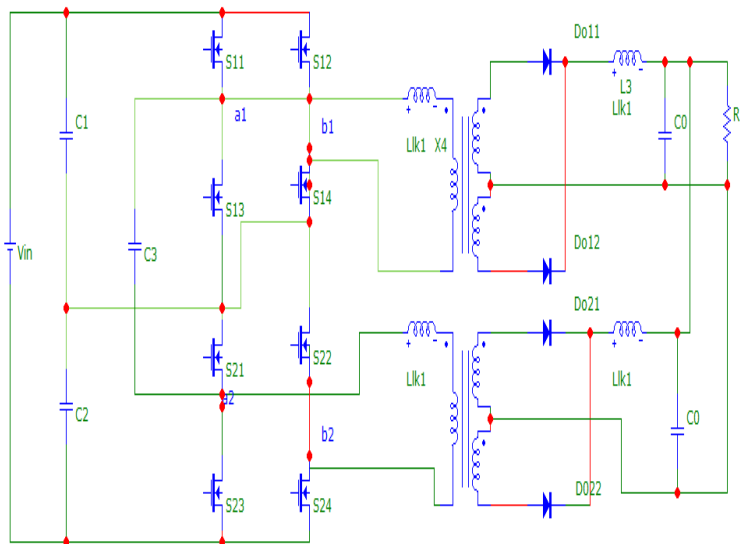 Do11
S11
S12
L3
Llk1
C1
a1
b1
C0
R
Llk1 X4
S13
S14
Vin
C3
Do12
Do21
S21
S22
Llk1
Llk1
a2
C2
b2
C0
S23
S24
D022